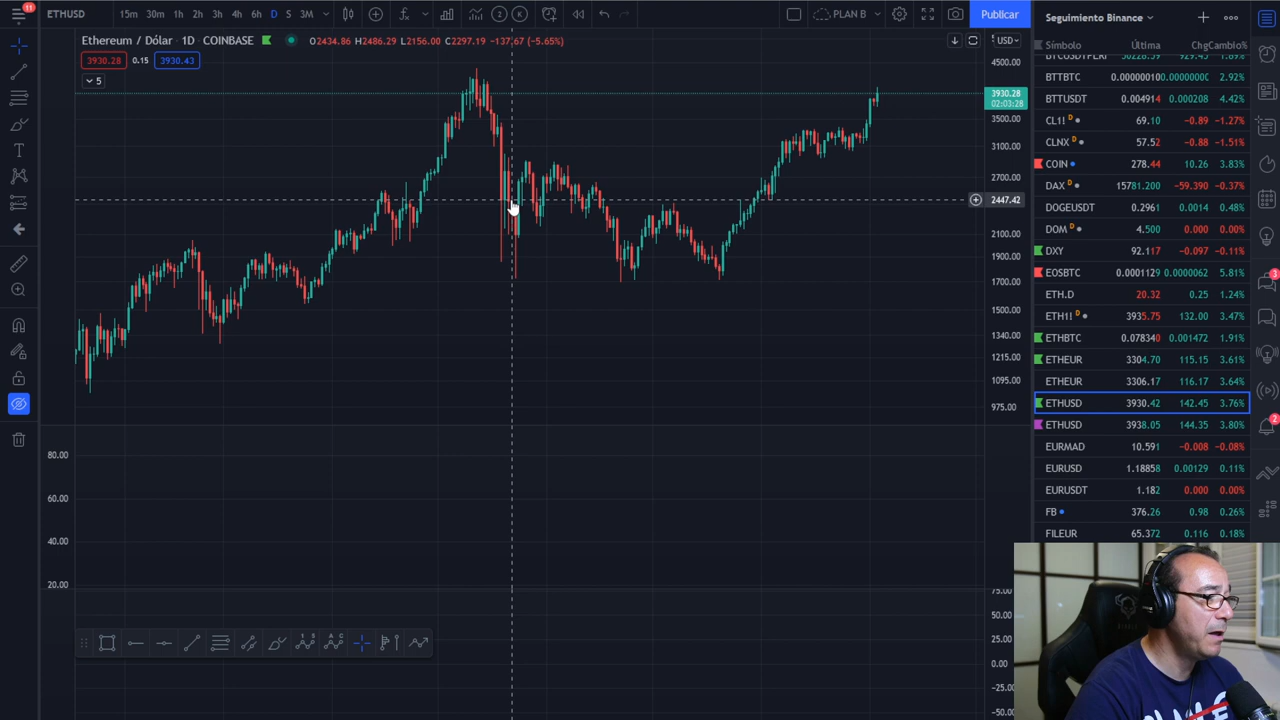 11
ETHUSD 15m 30m 1h 2h 3h 4h 6h D S 3M PLAN B Publicar
2 K
Ethereum / Dólar · 1D · COINBASE O2434.86 H2486.29 L2156.00 C2297.19 -137.67 (-5.65%) USD
3930.28 0.15 3930.43
5
4500.00
3930.28
02:03:28
3500.00
3100.00
2700.00
2447.42
2100.00
1900.00
1700.00
1500.00
1340.00
1215.00
1095.00
975.00
80.00
60.00
40.00
20.00
75.00
50.00
25.00
0.00
-25.00
-50.00
Seguimiento Binance
Símbolo Última Chg Cambio%
BTTBTC 0.00000010 0.0000000C 2.92%
BTTUSDT 0.004914 0.000208 4.42%
CL1! D 69.10 -0.89 -1.27%
CLNX D 57.52 -0.88 -1.51%
COIN 278.44 10.26 3.83%
DAX D 15781.200 -59.390 -0.37%
DOGEUSDT 0.2961 0.0014 0.48%
DOM D 4.500 0.000 0.00%
DXY 92.117 -0.097 -0.11%
EOSBTC 0.0001129 0.0000062 5.81%
ETH.D 20.32 0.25 1.24%
ETH1! D 3935.75 132.00 3.47%
ETHBTC 0.078340 0.001472 1.91%
ETHEUR 3304.70 115.15 3.61%
ETHEUR 3306.17 116.17 3.64%
ETHUSD 3930.42 142.45 3.76%
ETHUSD 3938.05 144.35 3.80%
EURMAD 10.591 -0.008 -0.08%
EURUSD 1.18858 0.00129 0.11%
EURUSDT 1.182 0.000 0.00%
FB 376.26 0.98 0.26%
FILEUR 65.372 0.116 0.18%
3
2